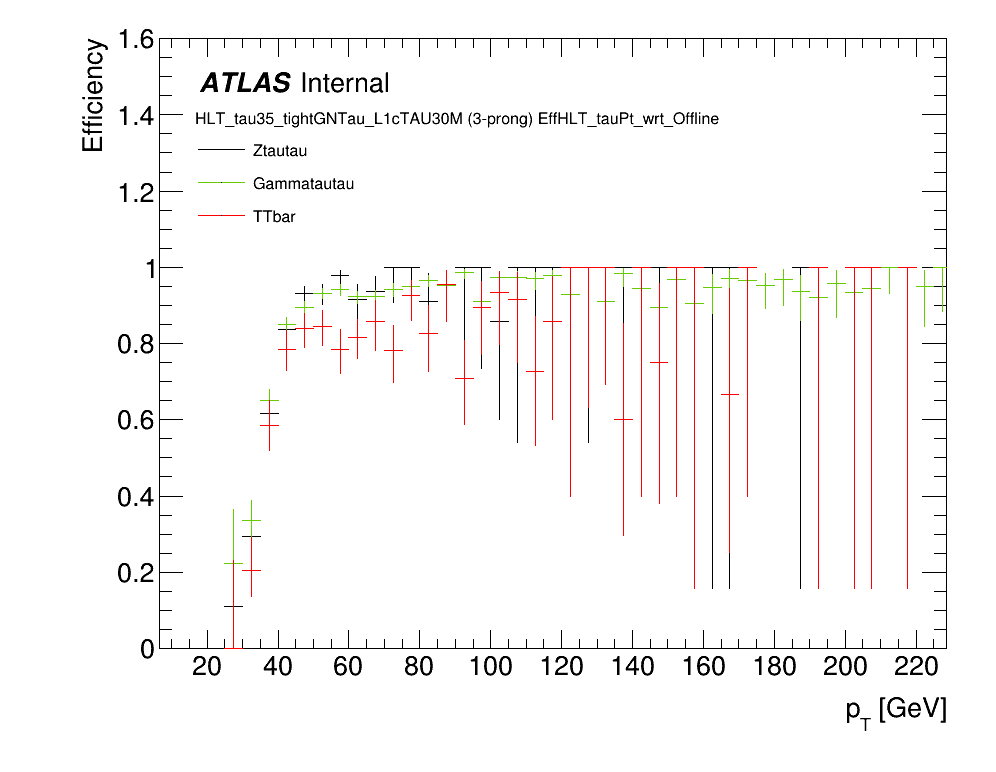 1.6
1.4
1.2
1
0.8
0.6
0.4
0.2
0
Efficiency
ATLAS Internal
HLT_tau35_tightGNTau_L1cTAU30M (3-prong) EffHLT_tauPt_wrt_Offline
Ztautau
Gammatautau
TTbar
20 40 60 80 100 120 140 160 180 200 220
p_T [GeV]